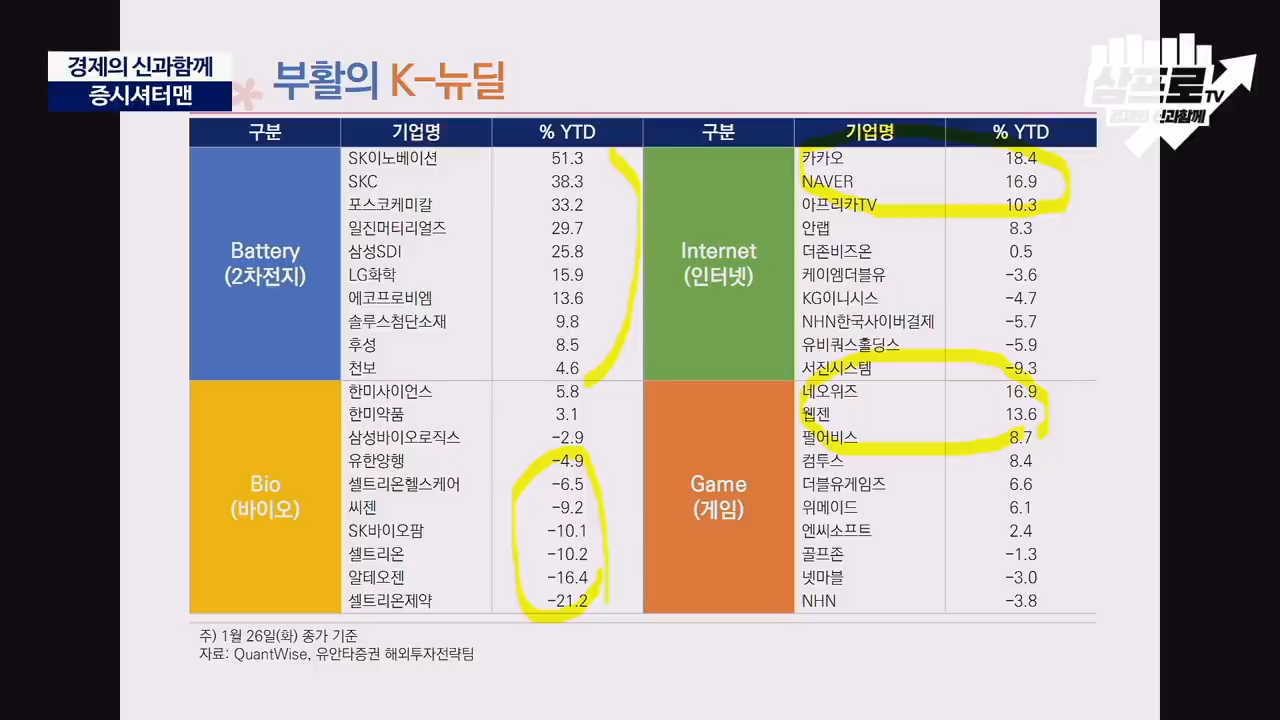 경제의 신과함께
증시셔터맨
부활의 K-뉴딜
삼프로TV
경제의 신과함께
구분 기업명 % YTD 구분 기업명 % YTD
Battery
(2차전지)
SK이노베이션 51.3
SKC 38.3
포스코케미칼 33.2
일진머티리얼즈 29.7
삼성SDI 25.8
LG화학 15.9
에코프로비엠 13.6
솔루스첨단소재 9.8
후성 8.5
천보 4.6
Internet
(인터넷)
카카오 18.4
NAVER 16.9
아프리카TV 10.3
안랩 8.3
더존비즈온 0.5
케이엠더블유 -3.6
KG이니시스 -4.7
NHN한국사이버결제 -5.7
유비쿼스홀딩스 -5.9
서진시스템 -9.3
Bio
(바이오)
한미사이언스 5.8
한미약품 3.1
삼성바이오로직스 -2.9
유한양행 -4.9
셀트리온헬스케어 -6.5
씨젠 -9.2
SK바이오팜 -10.1
셀트리온 -10.2
알테오젠 -16.4
셀트리온제약 -21.2
Game
(게임)
네오위즈 16.9
웹젠 13.6
펄어비스 8.7
컴투스 8.4
더블유게임즈 6.6
위메이드 6.1
엔씨소프트 2.4
골프존 -1.3
넷마블 -3.0
NHN -3.8
주) 1월 26일(화) 종가 기준
자료: QuantWise, 유안타증권 해외투자전략팀